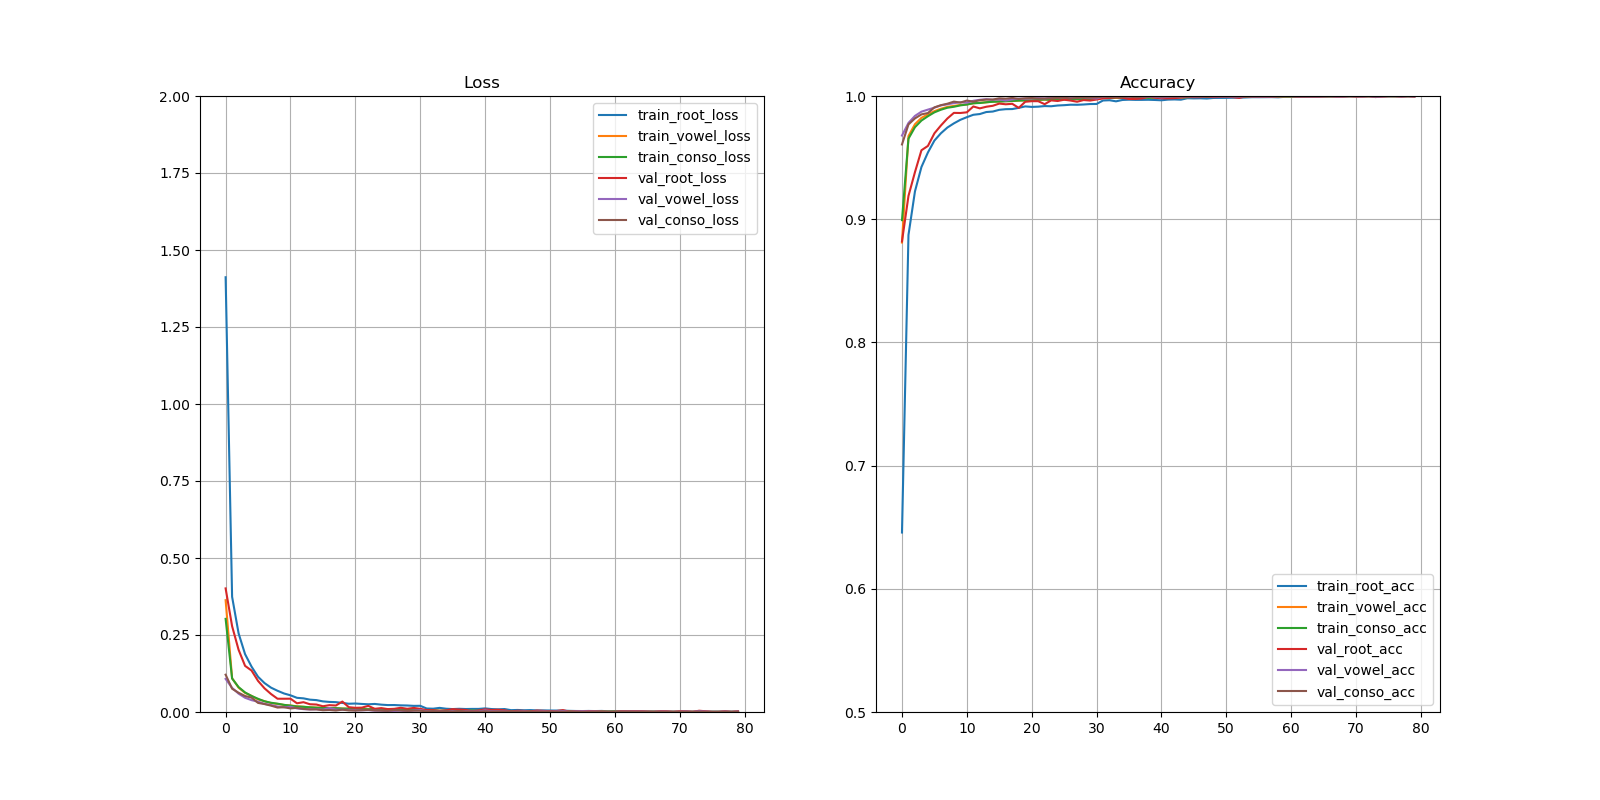 Loss
2.00
1.75
1.50
1.25
1.00
0.75
0.50
0.25
0.00
0 10 20 30 40 50 60 70 80
train_root_loss
train_vowel_loss
train_conso_loss
val_root_loss
val_vowel_loss
val_conso_loss
Accuracy
1.0
0.9
0.8
0.7
0.6
0.5
0 10 20 30 40 50 60 70 80
train_root_acc
train_vowel_acc
train_conso_acc
val_root_acc
val_vowel_acc
val_conso_acc